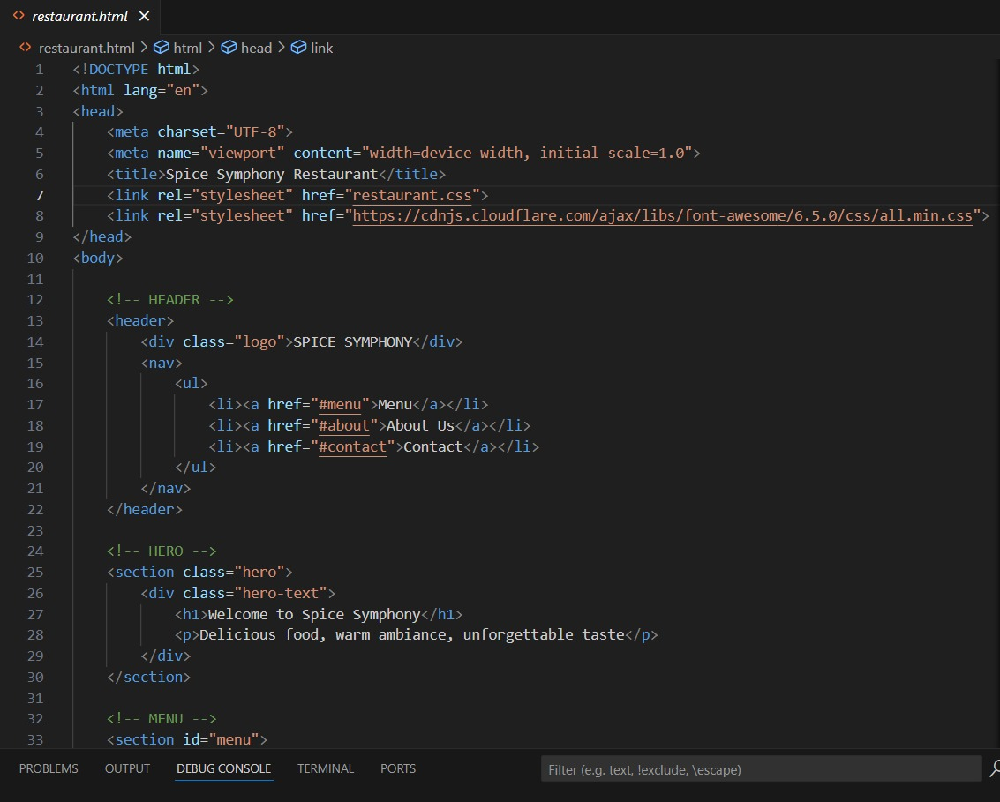 restaurant.html
restaurant.html > html > head > link
1 <!DOCTYPE html>
2 <html lang="en">
3 <head>
4     <meta charset="UTF-8">
5     <meta name="viewport" content="width=device-width, initial-scale=1.0">
6     <title>Spice Symphony Restaurant</title>
7     <link rel="stylesheet" href="restaurant.css">
8     <link rel="stylesheet" href="https://cdnjs.cloudflare.com/ajax/libs/font-awesome/6.5.0/css/all.min.css">
9 </head>
10 <body>
11
12     <!-- HEADER -->
13     <header>
14         <div class="logo">SPICE SYMPHONY</div>
15         <nav>
16             <ul>
17                 <li><a href="#menu">Menu</a></li>
18                 <li><a href="#about">About Us</a></li>
19                 <li><a href="#contact">Contact</a></li>
20             </ul>
21         </nav>
22     </header>
23
24     <!-- HERO -->
25     <section class="hero">
26         <div class="hero-text">
27             <h1>Welcome to Spice Symphony</h1>
28             <p>Delicious food, warm ambiance, unforgettable taste</p>
29         </div>
30     </section>
31
32     <!-- MENU -->
33     <section id="menu">
PROBLEMS OUTPUT DEBUG CONSOLE TERMINAL PORTS Filter (e.g. text, !exclude, \escape)